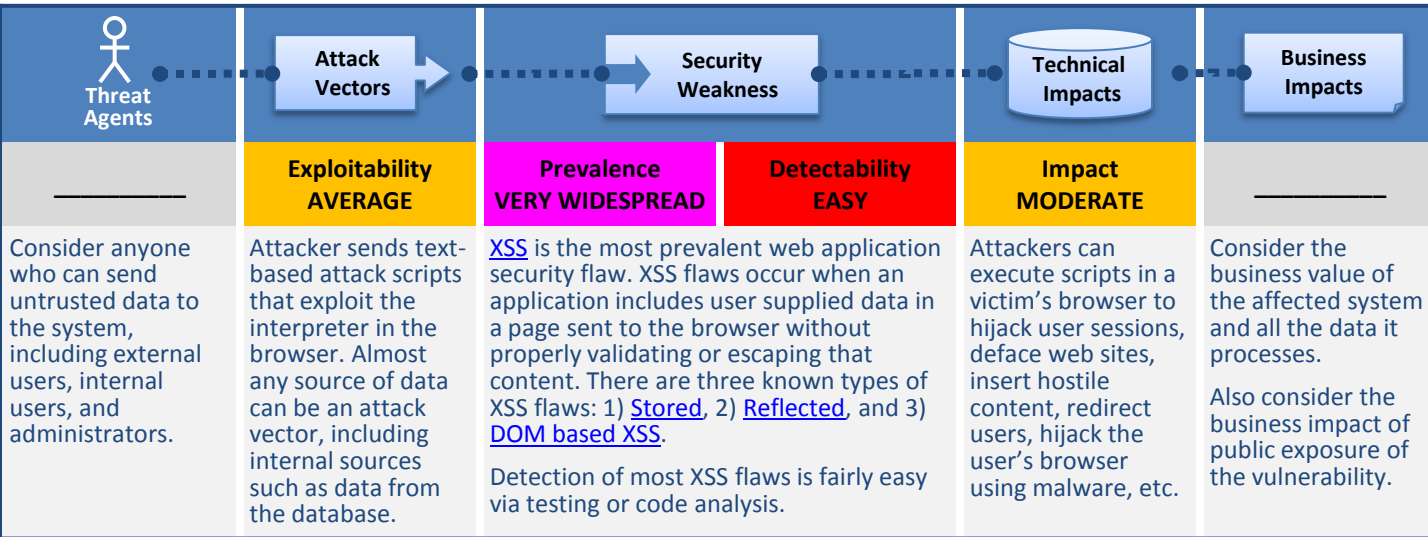 Threat
Agents
Attack
Vectors
Security
Weakness
Technical
Impacts
Business
Impacts
__________
Exploitability
AVERAGE
Prevalence
VERY WIDESPREAD
Detectability
EASY
Impact
MODERATE
__________
Consider anyone
who can send
untrusted data to
the system,
including external
users, internal
users, and
administrators.
Attacker sends text-
based attack scripts
that exploit the
interpreter in the
browser. Almost
any source of data
can be an attack
vector, including
internal sources
such as data from
the database.
XSS is the most prevalent web application
security flaw. XSS flaws occur when an
application includes user supplied data in
a page sent to the browser without
properly validating or escaping that
content. There are three known types of
XSS flaws: 1) Stored, 2) Reflected, and 3)
DOM based XSS.
Detection of most XSS flaws is fairly easy
via testing or code analysis.
Attackers can
execute scripts in a
victim’s browser to
hijack user sessions,
deface web sites,
insert hostile
content, redirect
users, hijack the
user’s browser
using malware, etc.
Consider the
business value of
the affected system
and all the data it
processes.
Also consider the
business impact of
public exposure of
the vulnerability.